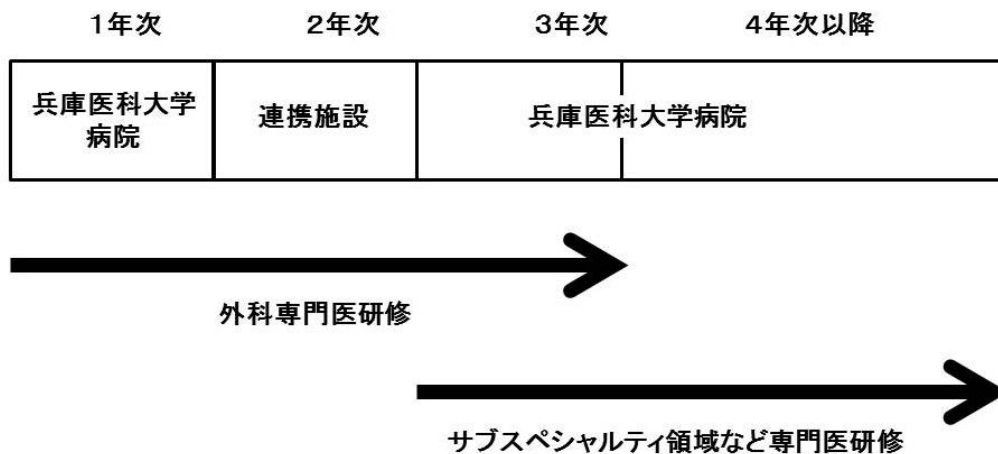 1年次 2年次 3年次 4年次以降
兵庫医科大学
病院
連携施設
兵庫医科大学病院
外科専門医研修
サブスペシャルティ領域など専門医研修